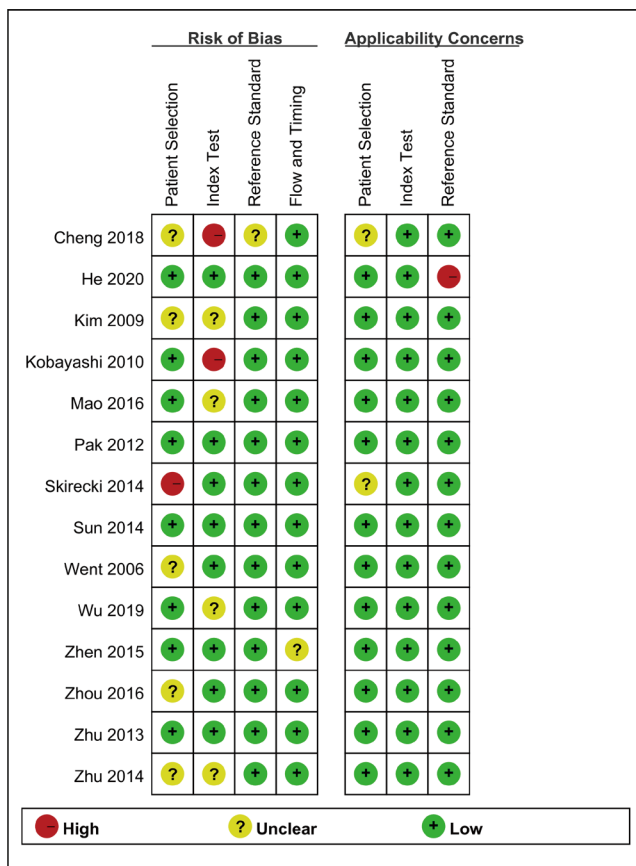 Risk of Bias Applicability Concerns
Patient Selection Index Test Reference Standard Flow and Timing Patient Selection Index Test Reference Standard
Cheng 2018 ? – ? + ? + +
He 2020 + + + + + + –
Kim 2009 ? ? + + + + +
Kobayashi 2010 + – + + + + +
Mao 2016 + ? + + + + +
Pak 2012 + + + + + + +
Skirecki 2014 – + + + ? + +
Sun 2014 + + + + + + +
Went 2006 ? + + + + + +
Wu 2019 + ? + + + + +
Zhen 2015 + + + ? + + +
Zhou 2016 ? + + + + + +
Zhu 2013 + + + + + + +
Zhu 2014 ? ? + + + + +
– High ? Unclear + Low